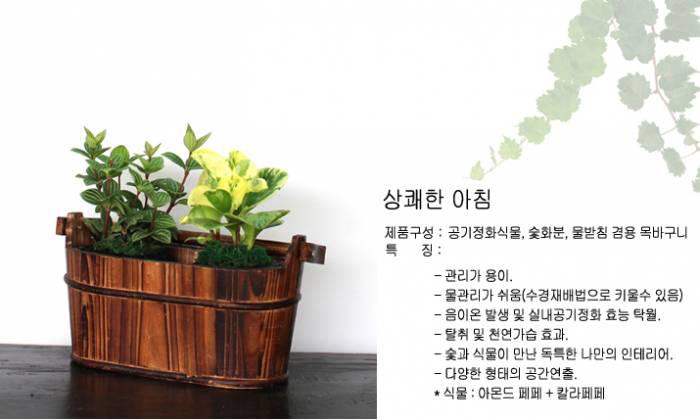 상쾌한 아침
제품구성 : 공기정화식물, 숯화분, 물받침 겸용 목바구니
특 징 :
- 관리가 용이.
- 물관리가 쉬움(수경재배법으로 키울수 있음)
- 음이온 발생 및 실내공기정화 효능 탁월.
- 탈취 및 천연가습 효과.
- 숯과 식물이 만난 독특한 나만의 인테리어.
- 다양한 형태의 공간연출.
* 식물 : 아몬드 페페 + 칼라페페